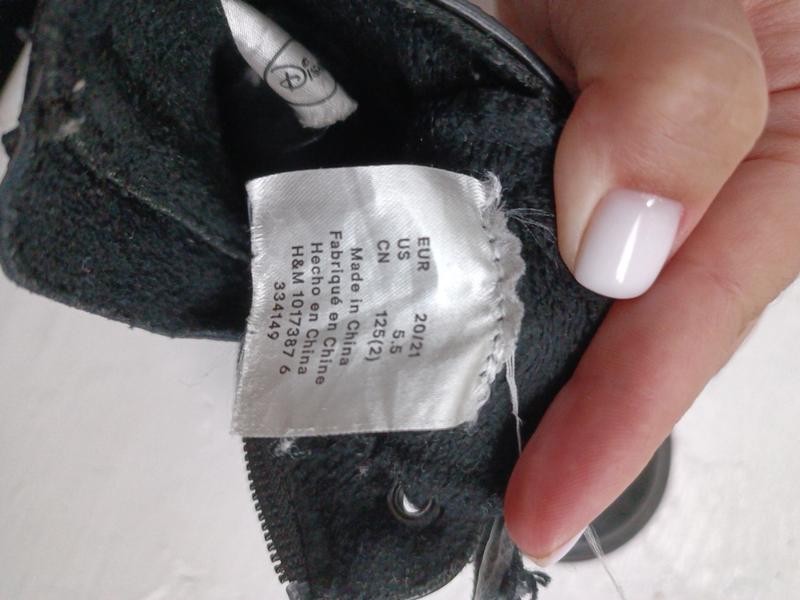 EUR 20/21
US 5.5
CN 125(2)
Made in China
Fabriqué en Chine
Hecho en China
H&M 1017387 6
334149